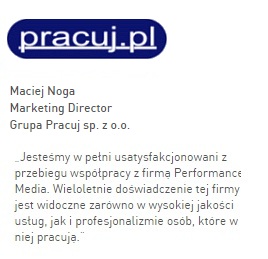 pracuj.pl
Maciej Noga
Marketing Director
Grupa Pracuj sp. z o.o.
„Jesteśmy w pełni usatysfakcjonowani z
przebiegu współpracy z firmą Performance
Media. Wieloletnie doświadczenie tej firmy
jest widoczne zarówno w wysokiej jakości
usług, jak i profesjonalizmie osób, które w
niej pracują.”